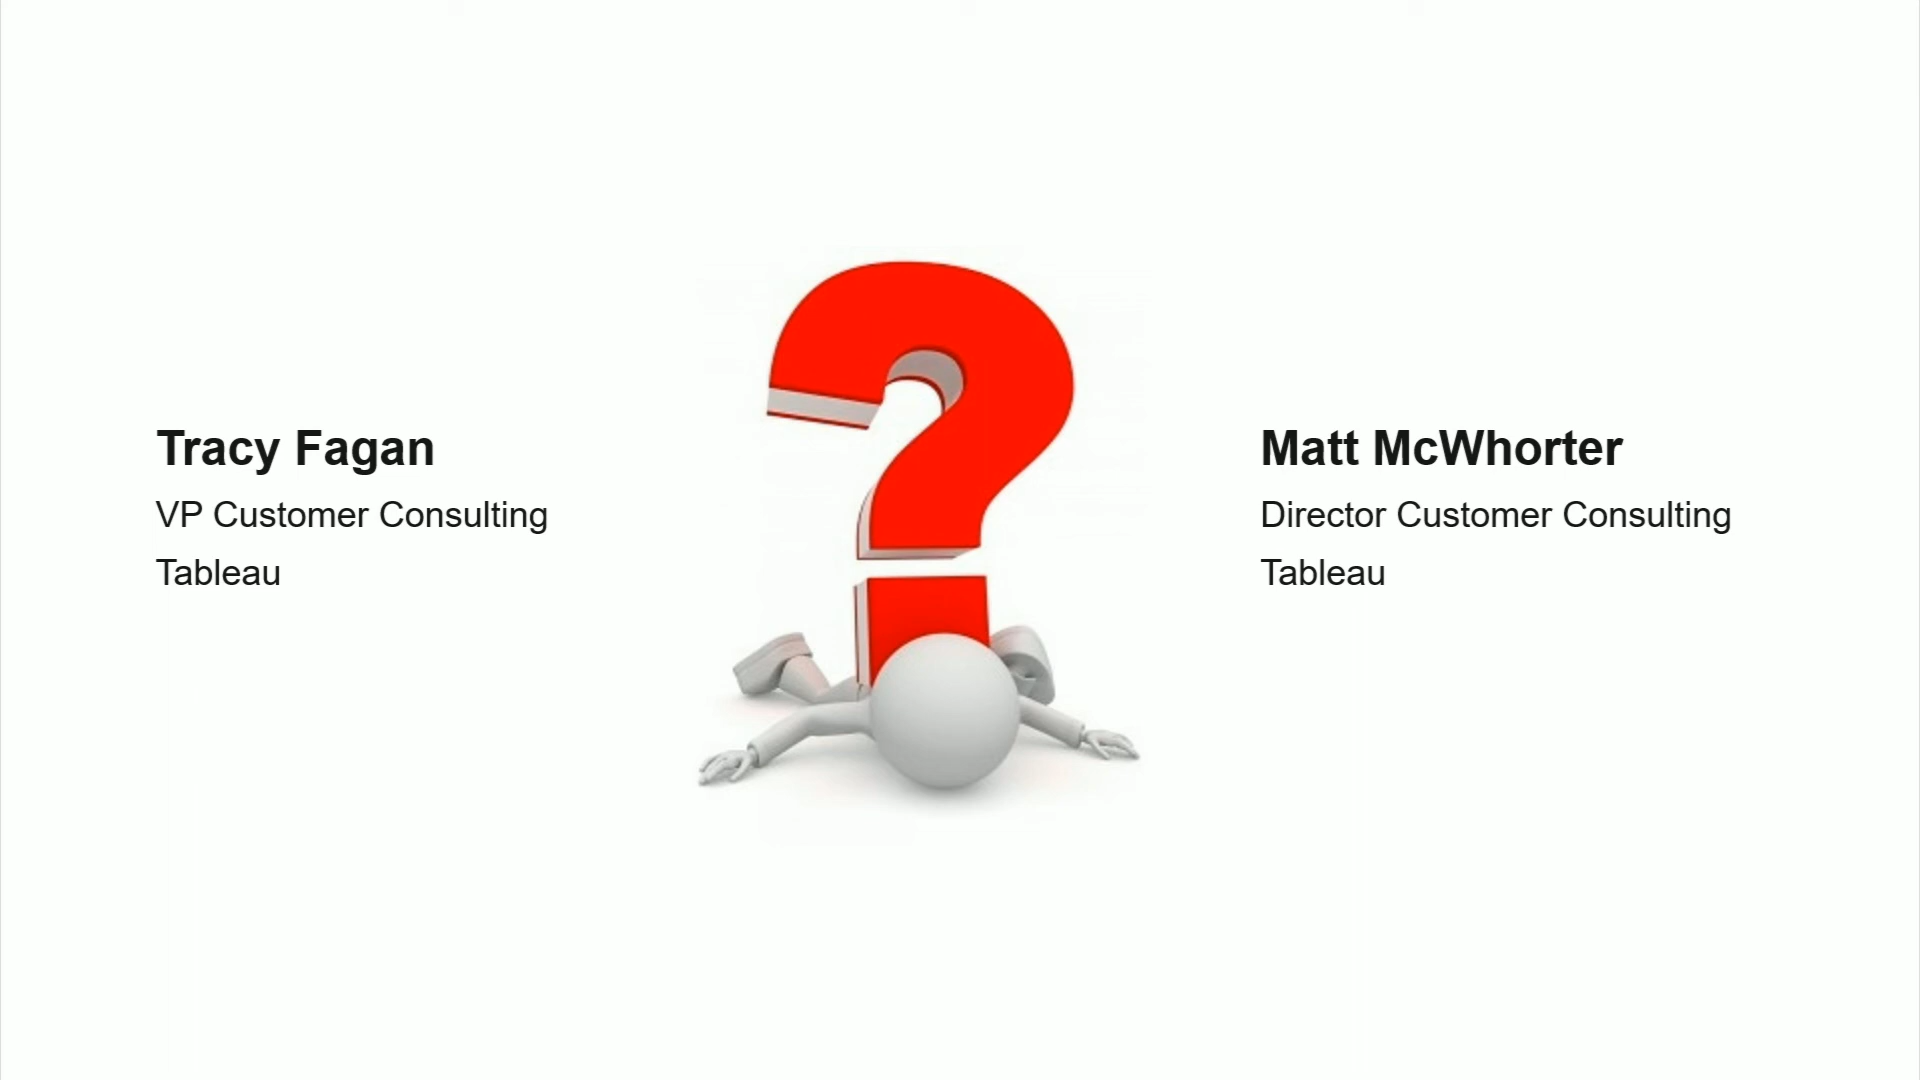 Tracy Fagan
VP Customer Consulting
Tableau
Matt McWhorter
Director Customer Consulting
Tableau